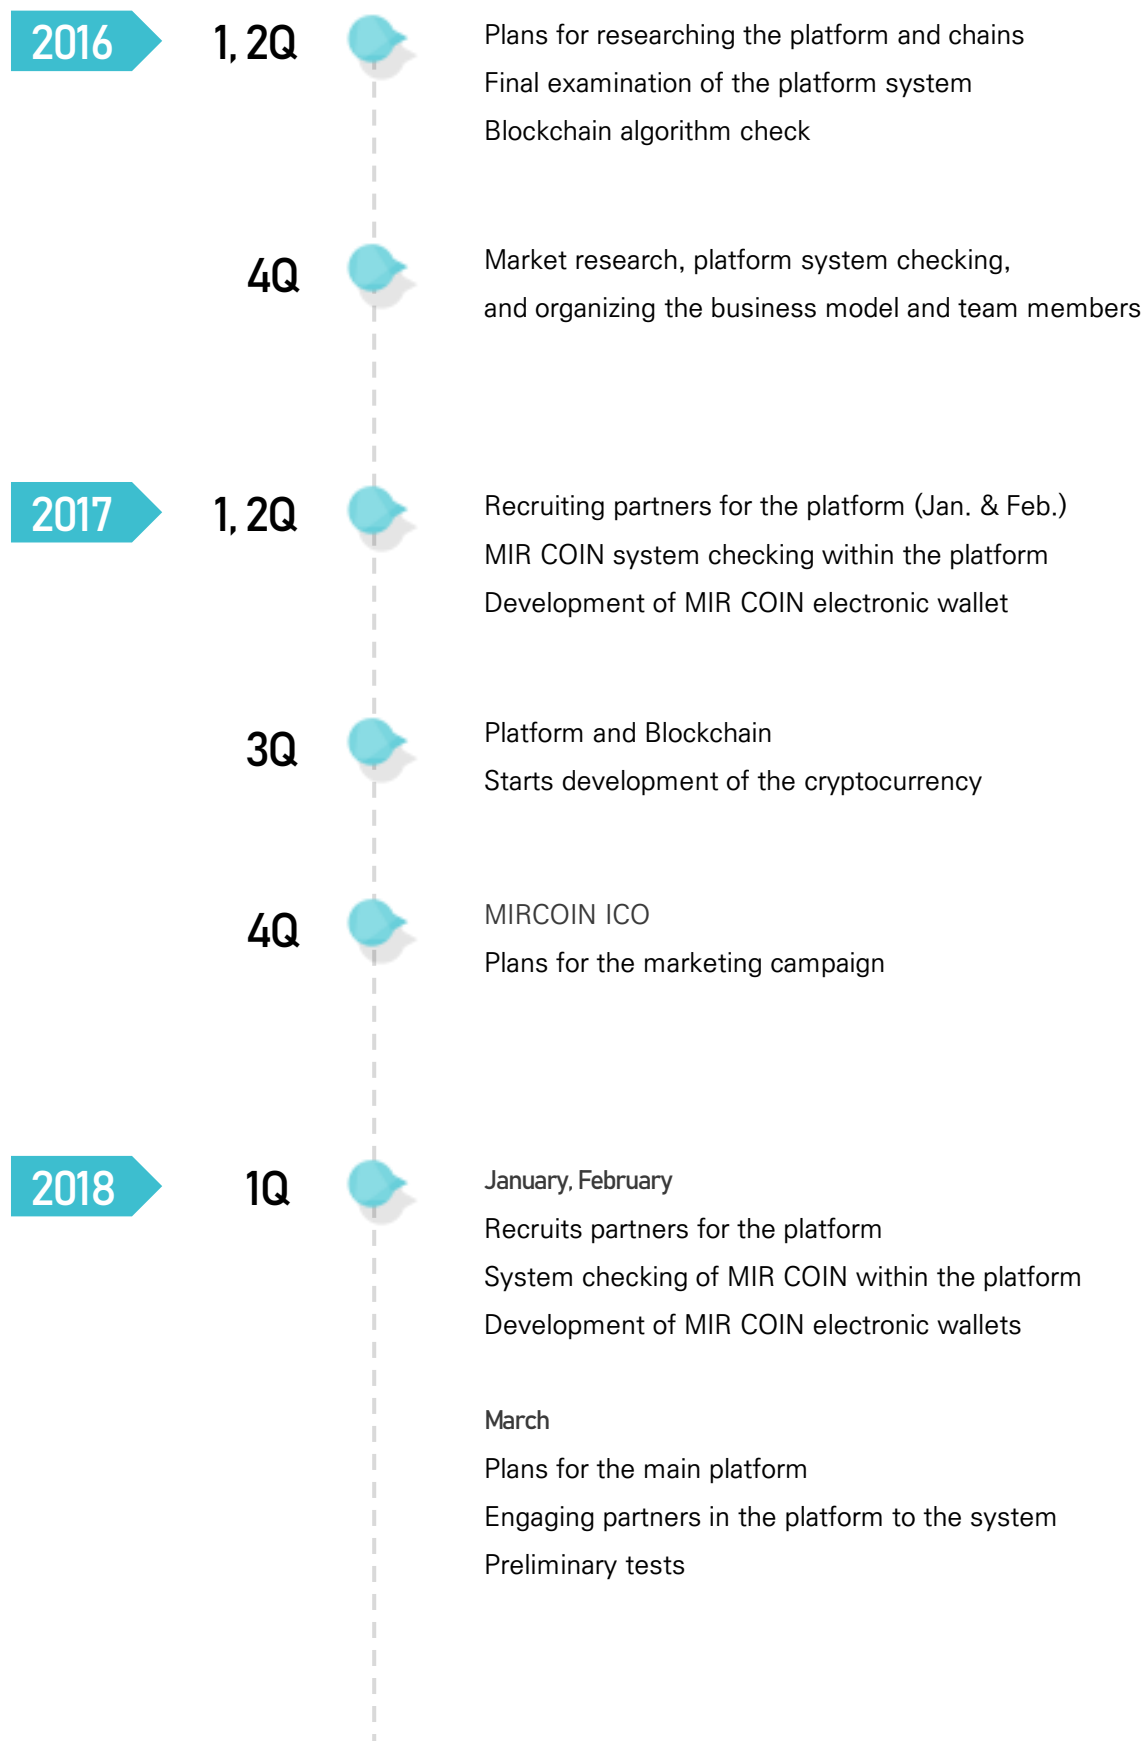 2016
1, 2Q
Plans for researching the platform and chains
Final examination of the platform system
Blockchain algorithm check
4Q
Market research, platform system checking,
and organizing the business model and team members
2017
1, 2Q
Recruiting partners for the platform (Jan. & Feb.)
MIR COIN system checking within the platform
Development of MIR COIN electronic wallet
3Q
Platform and Blockchain
Starts development of the cryptocurrency
4Q
MIRCOIN ICO
Plans for the marketing campaign
2018
1Q
January, February
Recruits partners for the platform
System checking of MIR COIN within the platform
Development of MIR COIN electronic wallets
March
Plans for the main platform
Engaging partners in the platform to the system
Preliminary tests